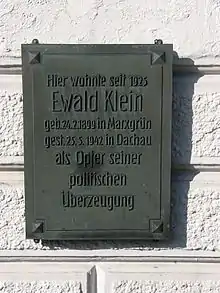 Hier wohnte seit 1925
Ewald Klein
geb. 24.2.1899 in Marxgrün
gest. 25.5.1942 in Dachau
als Opfer seiner
politischen
Überzeugung